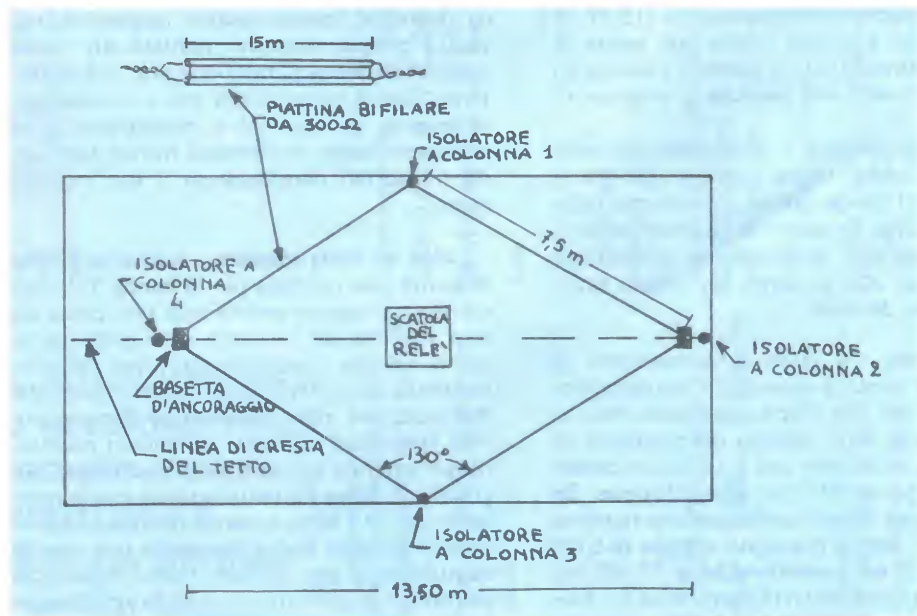 15m
PIATTINA BIFILARE
DA 300Ω
ISOLATORE
A COLONNA 1
7,5 m
ISOLATORE A
COLONNA
4
SCATOLA
DEL
RELE'
ISOLATORE
A COLONNA 2
BASETTA
D'ANCORAGGIO
LINEA DI CRESTA
DEL TETTO
130°
ISOLATORE
A COLONNA 3
13,50 m